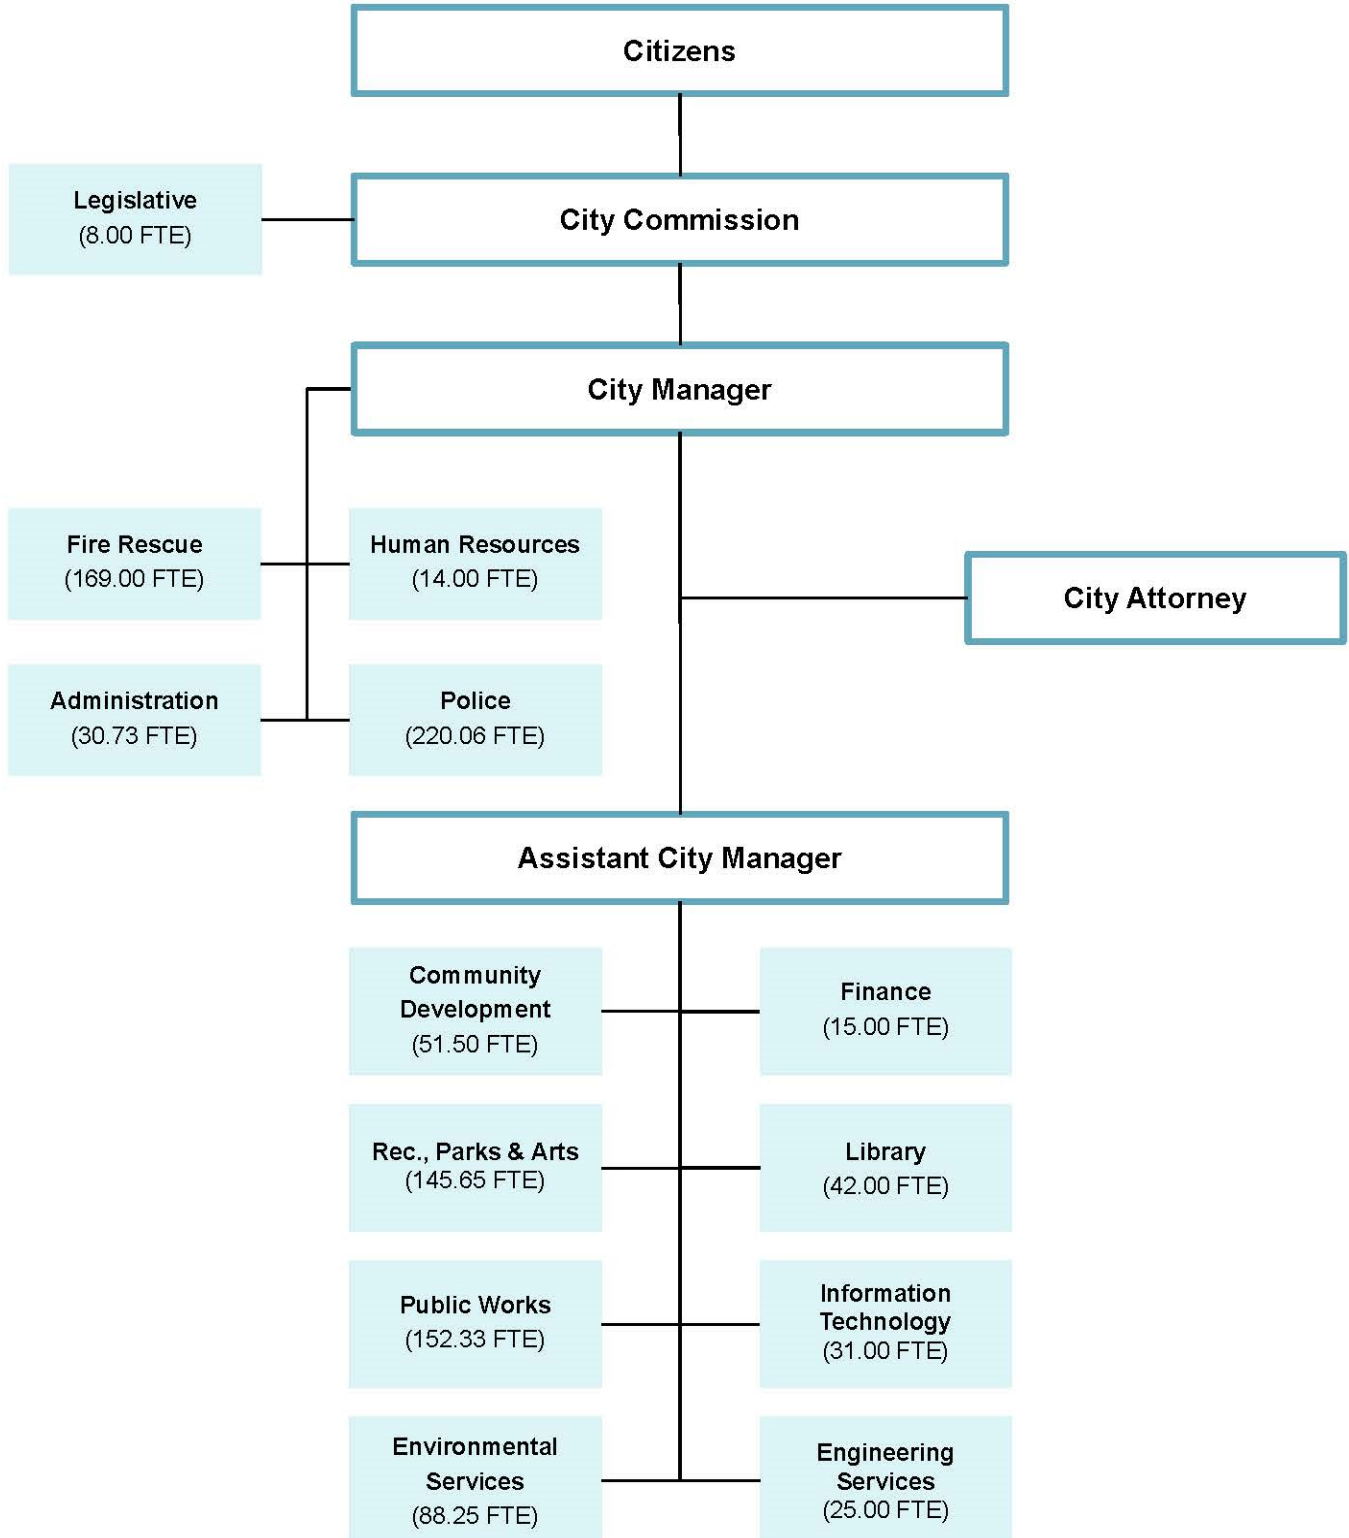 Citizens
Legislative
(8.00 FTE)
City Commission
City Manager
Fire Rescue
(169.00 FTE)
Human Resources
(14.00 FTE)
City Attorney
Administration
(30.73 FTE)
Police
(220.06 FTE)
Assistant City Manager
Community
Development
(51.50 FTE)
Finance
(15.00 FTE)
Rec., Parks & Arts
(145.65 FTE)
Library
(42.00 FTE)
Public Works
(152.33 FTE)
Information
Technology
(31.00 FTE)
Environmental
Services
(88.25 FTE)
Engineering
Services
(25.00 FTE)